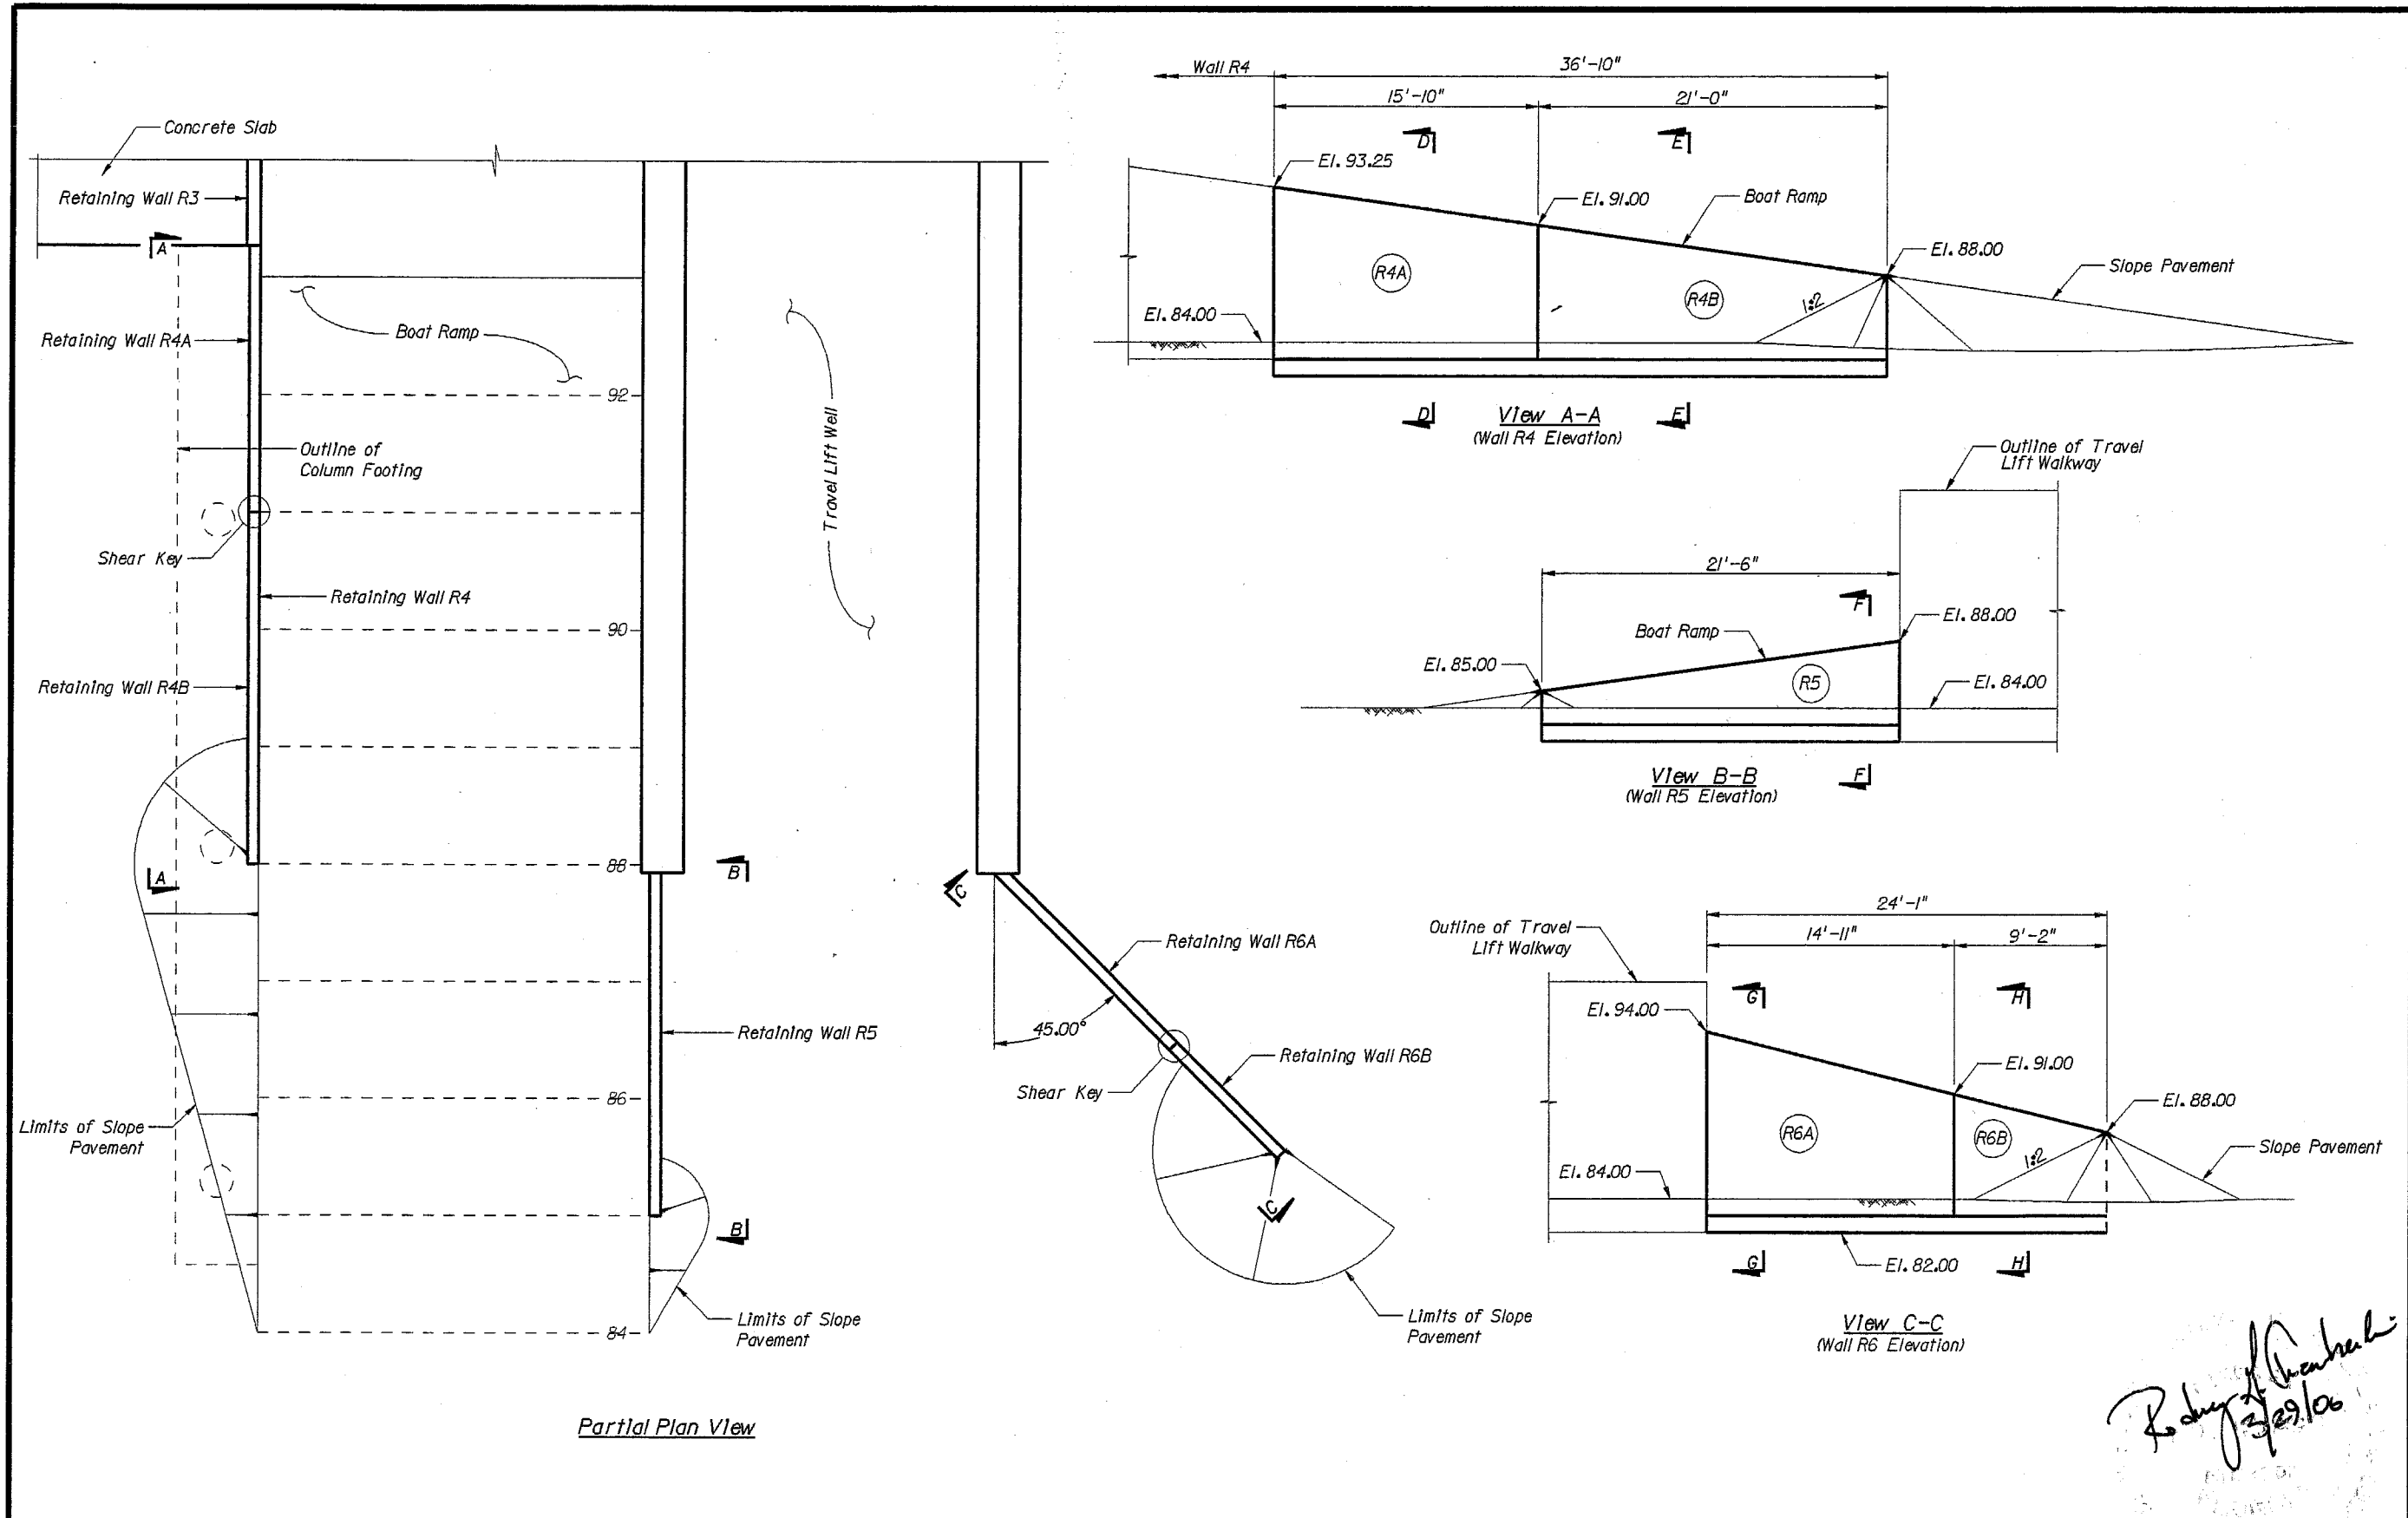 Concrete Slab
Retaining Wall R3
A
Retaining Wall R4A
Boat Ramp
92
Outline of
Column Footing
Travel Lift Well
Shear Key
Retaining Wall R4
90
Retaining Wall R4B
A
88
B
C
Retaining Wall R6A
45.00°
Retaining Wall R5
Retaining Wall R6B
Shear Key
86
Limits of Slope
Pavement
C
B
Limits of Slope
Pavement
84
Limits of Slope
Pavement
Partial Plan View
Wall R4
36'-10"
15'-10"
21'-0"
D
E
El. 93.25
El. 91.00
Boat Ramp
El. 88.00
Slope Pavement
R4A
R4B
1:2
El. 84.00
D
View A-A
E
(Wall R4 Elevation)
Outline of Travel
Lift Walkway
21'-6"
F
El. 88.00
Boat Ramp
El. 85.00
R5
El. 84.00
View B-B
F
(Wall R5 Elevation)
24'-1"
Outline of Travel
Lift Walkway
14'-11"
9'-2"
G
H
El. 94.00
El. 91.00
El. 88.00
R6A
R6B
1:2
Slope Pavement
El. 84.00
G
El. 82.00
H
View C-C
(Wall R6 Elevation)
3/29/06